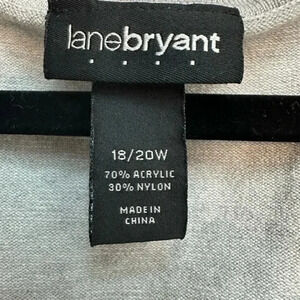 lanebryant
18/20W
70% ACRYLIC
30% NYLON
MADE IN
CHINA